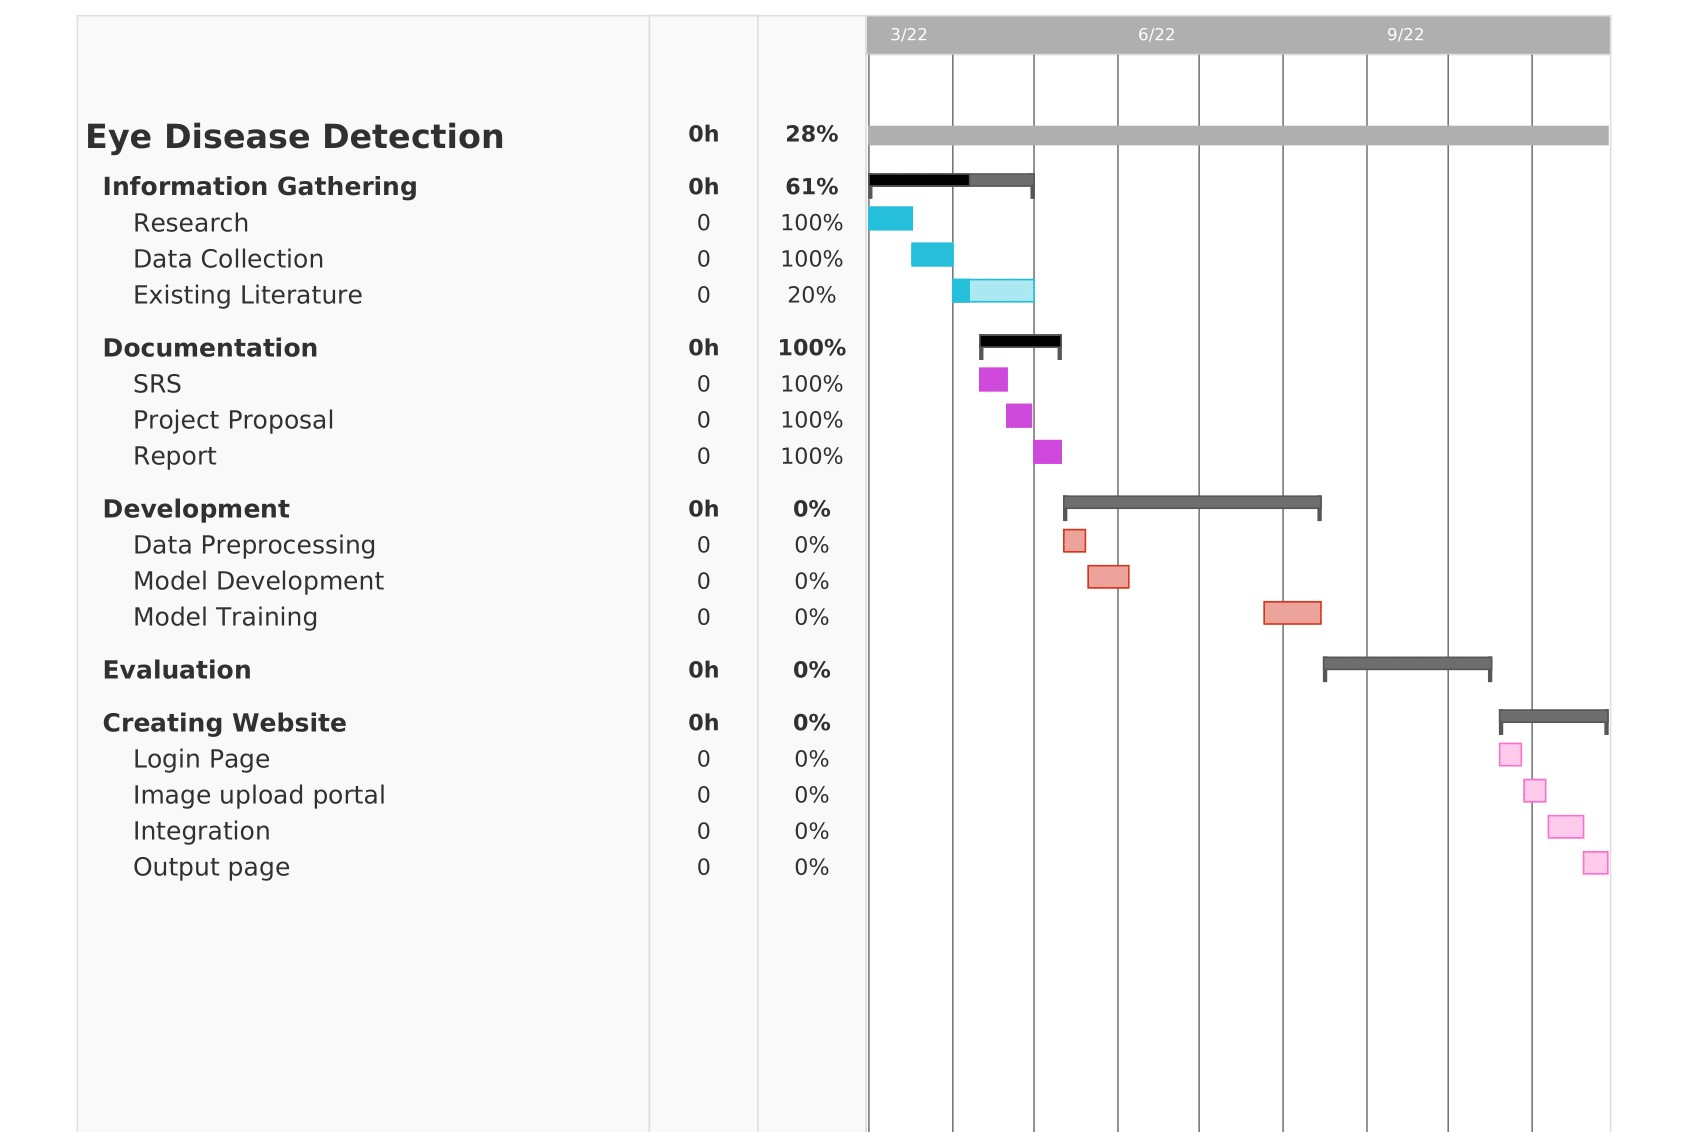 3/22 6/22 9/22
Eye Disease Detection 0h 28%
Information Gathering 0h 61%
Research 0 100%
Data Collection 0 100%
Existing Literature 0 20%
Documentation 0h 100%
SRS 0 100%
Project Proposal 0 100%
Report 0 100%
Development 0h 0%
Data Preprocessing 0 0%
Model Development 0 0%
Model Training 0 0%
Evaluation 0h 0%
Creating Website 0h 0%
Login Page 0 0%
Image upload portal 0 0%
Integration 0 0%
Output page 0 0%